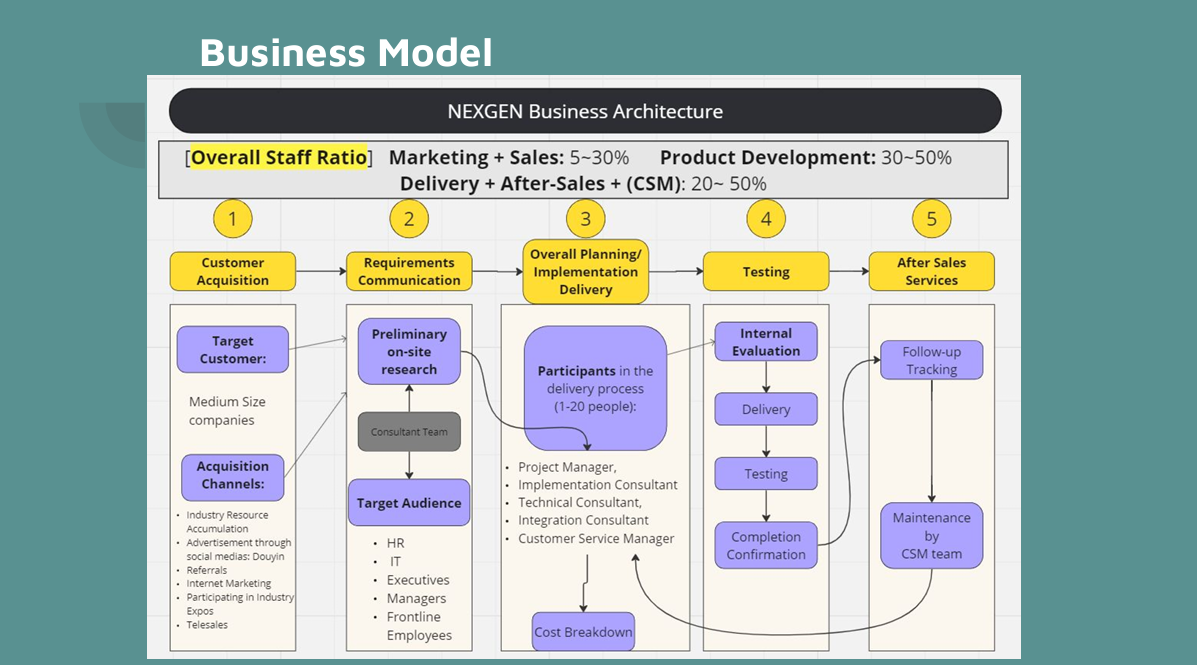 Business Model
NEXGEN Business Architecture
[Overall Staff Ratio] Marketing + Sales: 5~30% Product Development: 30~50%
Delivery + After-Sales + (CSM): 20~ 50%
1
2
3
4
5
Customer
Acquisition
Requirements
Communication
Overall Planning/
Implementation
Delivery
Testing
After Sales
Services
Target
Customer:
Medium Size
companies
Acquisition
Channels:
• Industry Resource
Accumulation
• Advertisement through
social medias: Douyin
• Referrals
• Internet Marketing
• Participating in Industry
Expos
• Telesales
Preliminary
on-site
research
Consultant Team
Target Audience
• HR
• IT
• Executives
• Managers
• Frontline
Employees
Participants in the
delivery process
(1-20 people):
• Project Manager,
• Implementation Consultant
• Technical Consultant,
• Integration Consultant
• Customer Service Manager
Cost Breakdown
Internal
Evaluation
Delivery
Testing
Completion
Confirmation
Follow-up
Tracking
Maintenance
by
CSM team